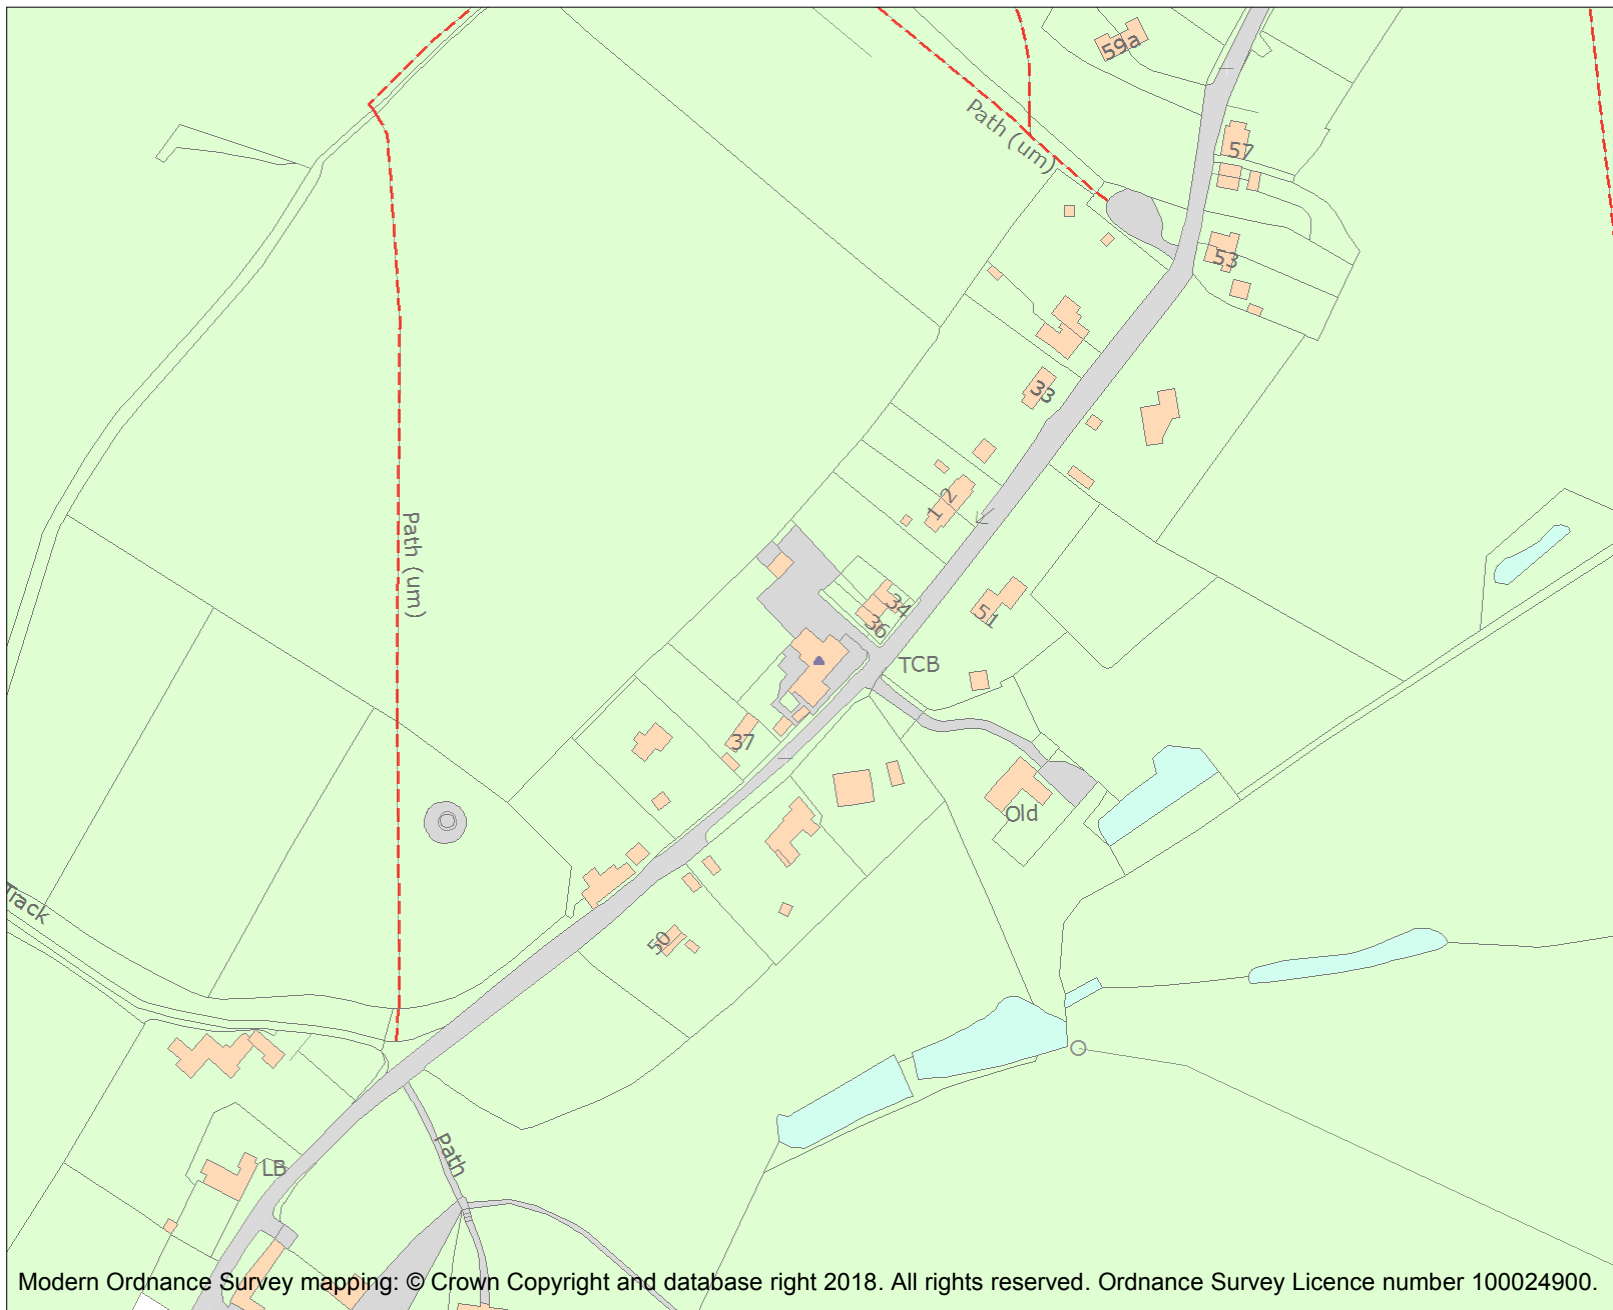 59a
Path (um)
57
53
33
Path (um)
1 2
34
36
51
TCB
37
Old
Track
50
Path
LB
Modern Ordnance Survey mapping: © Crown Copyright and database right 2018. All rights reserved. Ordnance Survey Licence number 100024900.